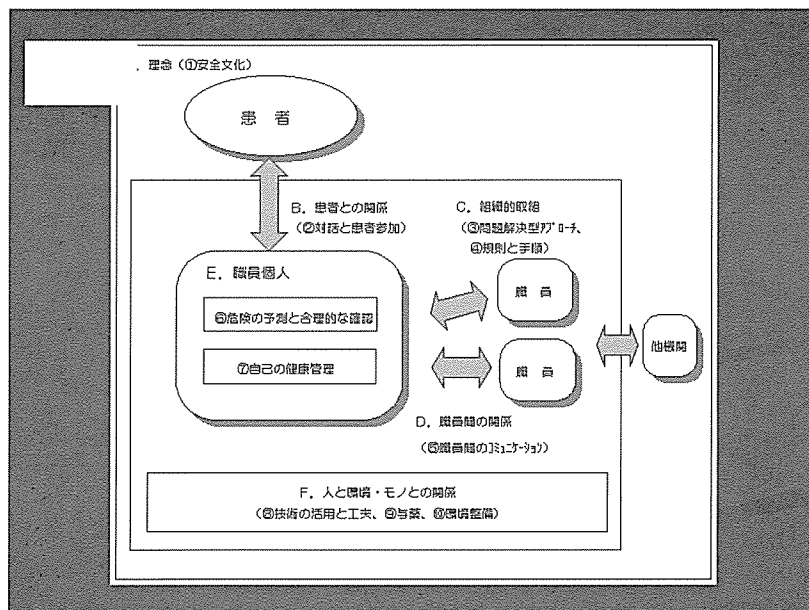 . 理念（①安全文化）
患　者
B. 患者との関係
（②対話と患者参加）
C. 組織的取組
（③問題解決型ｱﾌﾟﾛｰﾁ、
④規則と手順）
E. 職員個人
⑥危険の予測と合理的な確認
⑦自己の健康管理
職　員
職　員
他機関
D. 職員間の関係
（⑤職員間のｺﾐｭﾆｹｰｼｮﾝ）
F. 人と環境・モノとの関係
（⑧技術の活用と工夫、⑨与薬、⑩環境整備）